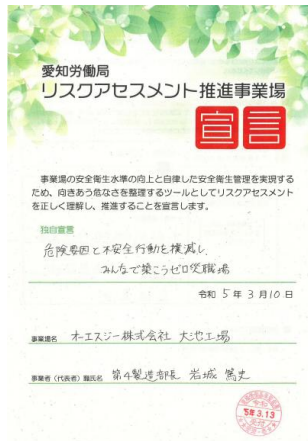 愛知労働局
リスクアセスメント推進事業場
宣言
事業場の安全衛生水準の向上と自律した安全衛生管理を実現する
ため、向きあう危なさを整理するツールとしてリスクアセスメント
を正しく理解し、推進することを宣言します。
独自宣言
危険要因と不安全行動を撲滅し、
みんなで築こうゼロ災職場
令和 5 年 3 月 10 日
事業場名 オーエスジー株式会社 大池工場
事業者（代表者）職氏名 第4製造部長 岩城 篤史
5.3.13